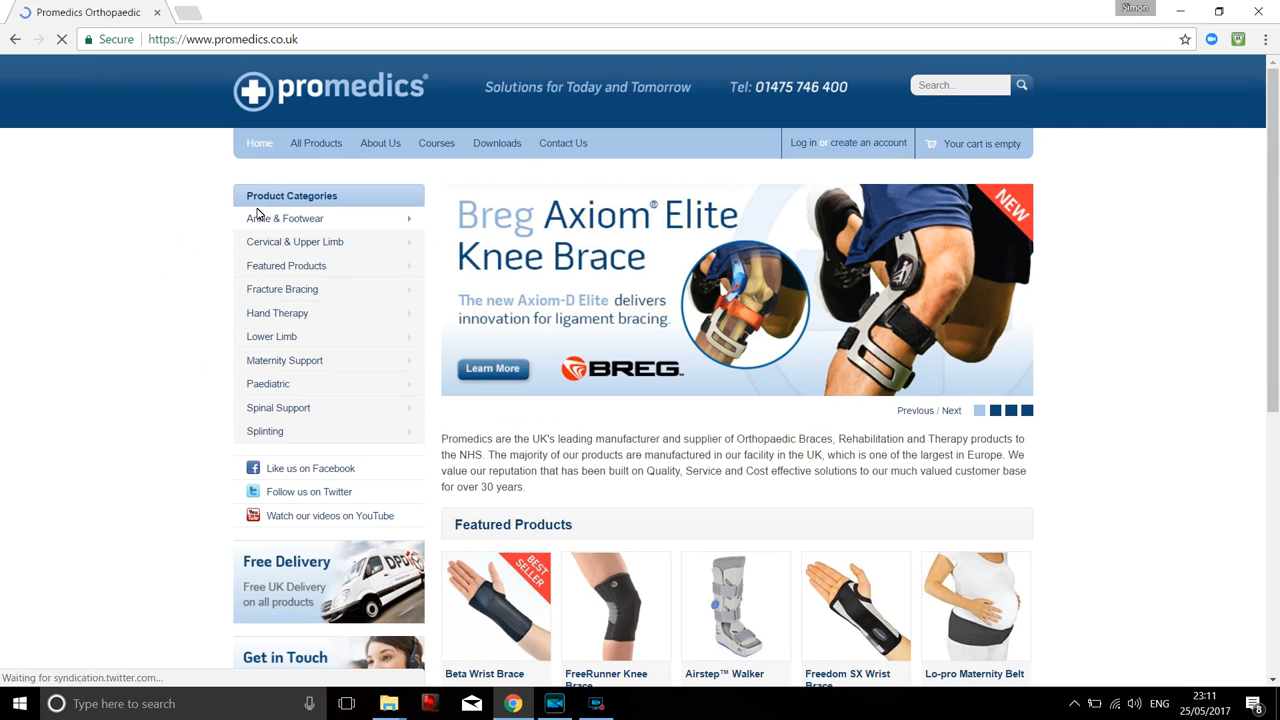 Promedics Orthopaedic
Simon
Secure
https://www.promedics.co.uk
promedics
Solutions for Today and Tomorrow
Tel: 01475 746 400
Search...
Home
All Products
About Us
Courses
Downloads
Contact Us
Log in or create an account
Your cart is empty
Product Categories
& Footwear
Cervical & Upper Limb
Featured Products
Fracture Bracing
Hand Therapy
Lower Limb
Maternity Support
Paediatric
Spinal Support
Splinting
Like us on Facebook
Follow us on Twitter
You Watch our videos on YouTube
Free Delivery
Free UK Delivery
on all products
DPD
Get in Touch
NEW
Breg Axiom® Elite
Knee Brace
The new Axiom-D Elite delivers
innovation for ligament bracing.
Learn More
BREG
Previous / Next
Promedics are the UK's leading manufacturer and supplier of Orthopaedic Braces, Rehabilitation and Therapy products to
the NHS. The majority of our products are manufactured in our facility in the UK, which is one of the largest in Europe. We
value our reputation that has been built on Quality, Service and Cost effective solutions to our much valued customer base
for over 30 years.
Featured Products
BEST
SELLER
Beta Wrist Brace
FreeRunner Knee
Brace
Airstep™ Walker
Freedom SX Wrist
Brace
Lo-pro Maternity Belt
Waiting for syndication.twitter.com...
Type here to search
ENG
23:11
25/05/2017
8